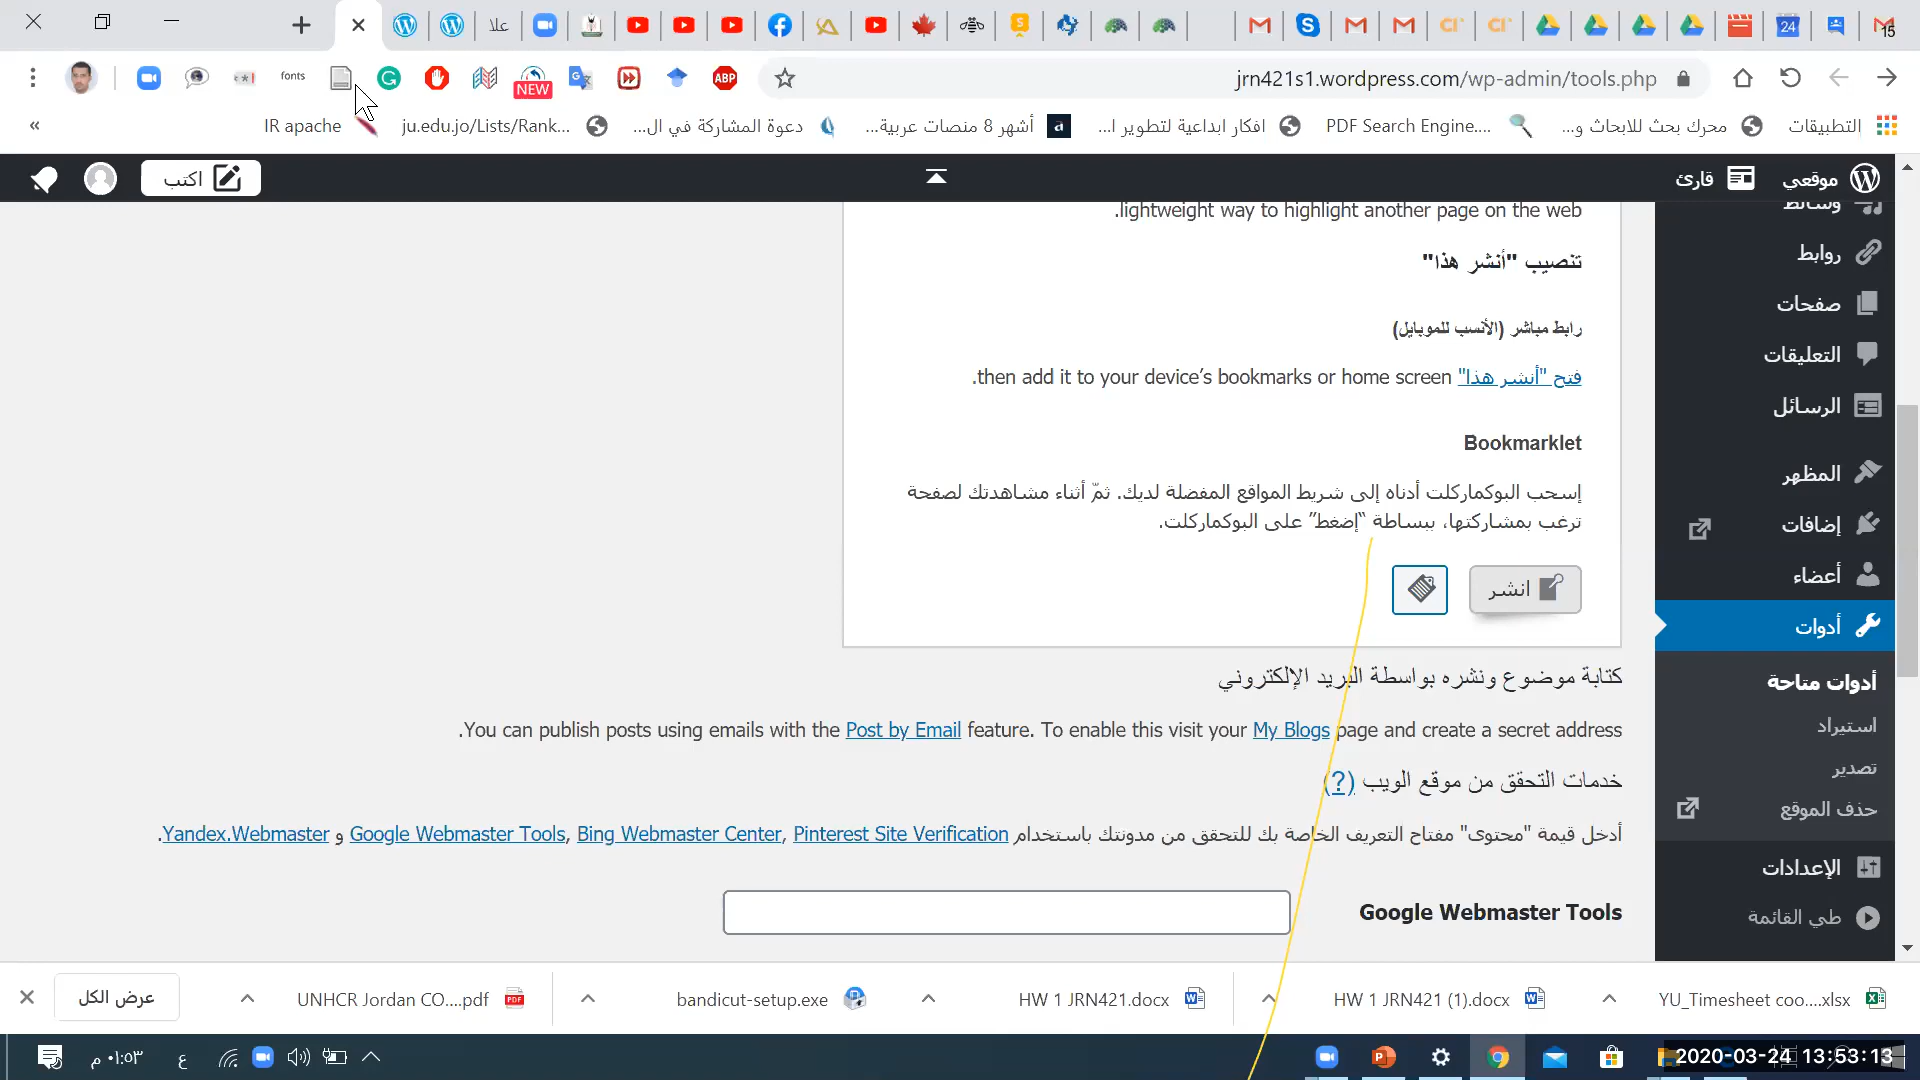 علا
15
24
fonts
NEW
ABP
jrn421s1.wordpress.com/wp-admin/tools.php
التطبيقات
محرك بحث للابحاث و...
PDF Search Engine....
افكار ابداعية لتطوير ا...
أشهر 8 منصات عربية...
دعوة المشاركة في ال...
ju.edu.jo/Lists/Rank...
IR apache
«
موقعي
قارئ
اكتب
وسائط
روابط
صفحات
التعليقات
الرسائل
المظهر
إضافات
أعضاء
أدوات
أدوات متاحة
استيراد
تصدير
حذف الموقع
الإعدادات
طي القائمة
lightweight way to highlight another page on the web.
تنصيب "أنشر هذا"
رابط مباشر (الأنسب للموبايل)
فتح "أنشر هذا" then add it to your device’s bookmarks or home screen.
Bookmarklet
إسحب البوكماركلت أدناه إلى شريط المواقع المفضلة لديك. ثمّ أثناء مشاهدتك لصفحة
ترغب بمشاركتها، ببساطة “إضغط” على البوكماركلت.
انشر
كتابة موضوع ونشره بواسطة البريد الإلكتروني
You can publish posts using emails with the Post by Email feature. To enable this visit your My Blogs page and create a secret address.
خدمات التحقق من موقع الويب (?)
أدخل قيمة "محتوى" مفتاح التعريف الخاصة بك للتحقق من مدونتك باستخدام Google Webmaster Tools, Bing Webmaster Center, Pinterest Site Verification و Yandex.Webmaster.
Google Webmaster Tools
YU_Timesheet coo....xlsx
HW 1 JRN421 (1).docx
HW 1 JRN421.docx
bandicut-setup.exe
UNHCR Jordan CO....pdf
عرض الكل
2020-03-24 13:53:13
ع
٠١:٥٣ م